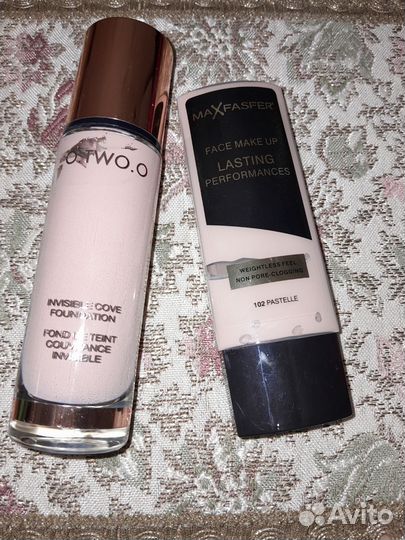 O.TWO.O
INVISIBLE COVE
FOUNDATION
FOND DE TEINT
COUVRANCE
INVISIBLE
MAXFASFER
FACE MAKE UP
LASTING
PERFORMANCES
WEIGHTLESS FEEL
NON PORE-CLOGGING
102 PASTELLE
Avito